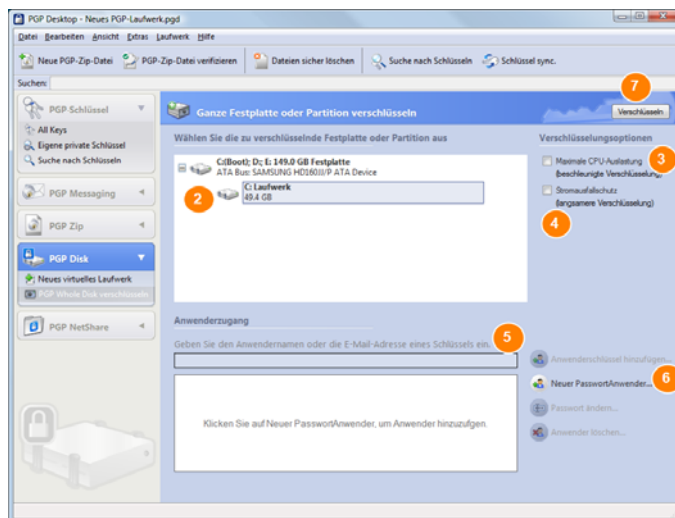 PGP Desktop - Neues PGP-Laufwerk.pgd
Datei Bearbeiten Ansicht Extras Laufwerk Hilfe
Neue PGP-Zip-Datei
PGP-Zip-Datei verifizieren
Dateien sicher löschen
Suche nach Schlüsseln
Schlüssel sync.
Suchen:
7
PGP Schlüssel
Ganze Festplatte oder Partition verschlüsseln
Verschlüsseln
All Keys
Eigene private Schlüssel
Suche nach Schlüsseln
PGP Messaging
PGP Zip
PGP Disk
Neues virtuelles Laufwerk
PGP Whole Disk verschlüsseln
PGP NetShare
Wählen Sie die zu verschlüsselnde Festplatte oder Partition aus
C:(Boot); D:; E: 149.0 GB Festplatte
ATA Bus: SAMSUNG HD160JJ/P ATA Device
2
C: Laufwerk
49.4 GB
Verschlüsselungsoptionen
Maximale CPU-Auslastung
(beschleunigte Verschlüsselung)
3
Stromausfallschutz
(langsamere Verschlüsselung)
4
Anwenderzugang
Geben Sie den Anwendernamen oder die E-Mail-Adresse eines Schlüssels ein.
5
Klicken Sie auf Neuer PasswortAnwender, um Anwender hinzuzufgen.
Anwenderschlüssel hinzufügen...
Neuer PasswortAnwender...
6
Passwort ändern...
Anwender löschen...